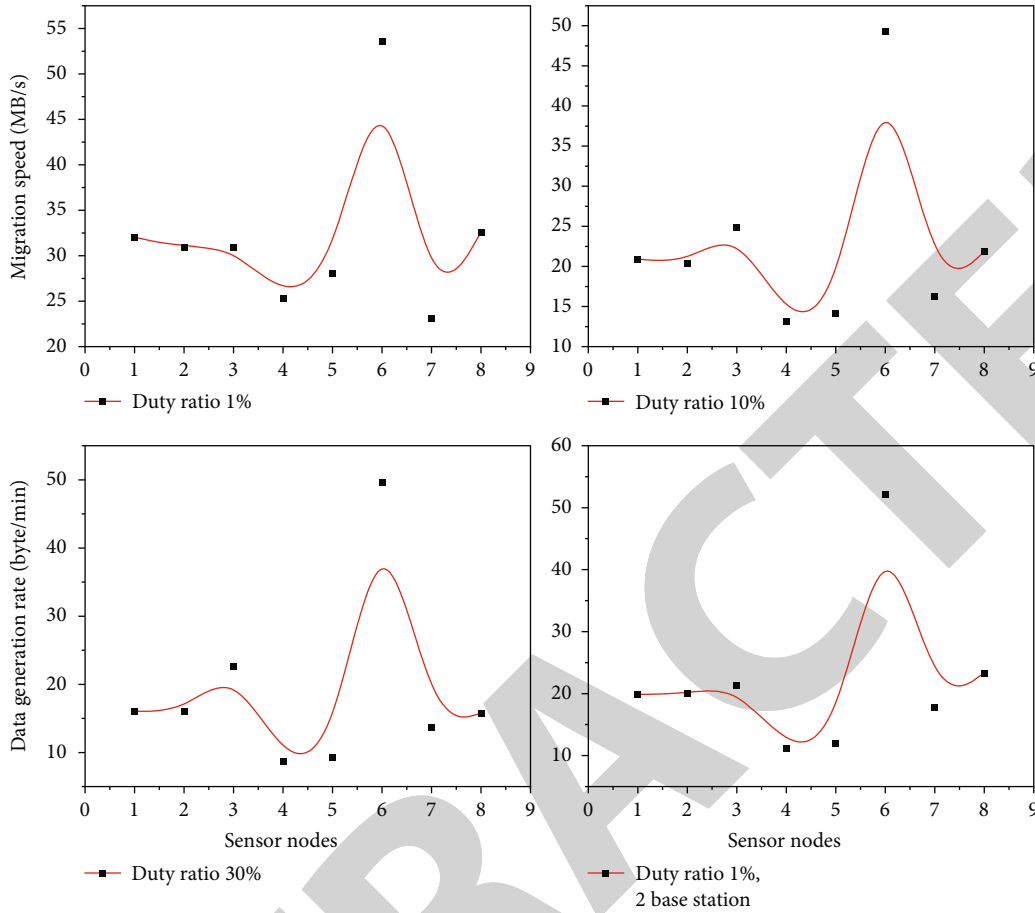 55
50
45
40
35
30
25
20
0 1 2 3 4 5 6 7 8 9
Migration speed (MB/s)
Duty ratio 1%
50
45
40
35
30
25
20
15
10
0 1 2 3 4 5 6 7 8 9
Duty ratio 10%
50
40
30
20
10
0 1 2 3 4 5 6 7 8 9
Data generation rate (byte/min)
Sensor nodes
Duty ratio 30%
60
50
40
30
20
10
0 1 2 3 4 5 6 7 8 9
Sensor nodes
Duty ratio 1%,
2 base station
RACTE